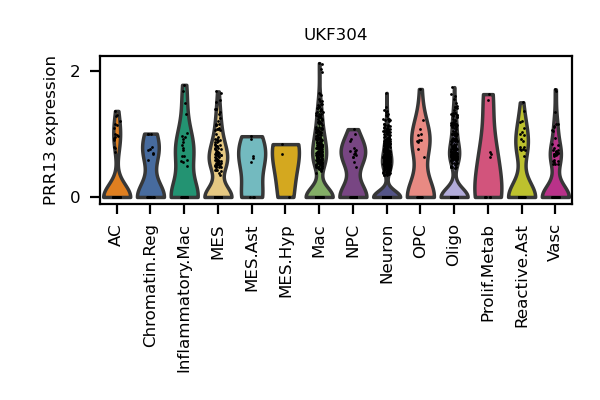 UKF304
PRR13 expression
2
0
AC
Chromatin.Reg
Inflammatory.Mac
MES
MES.Ast
MES.Hyp
Mac
NPC
Neuron
OPC
Oligo
Prolif.Metab
Reactive.Ast
Vasc